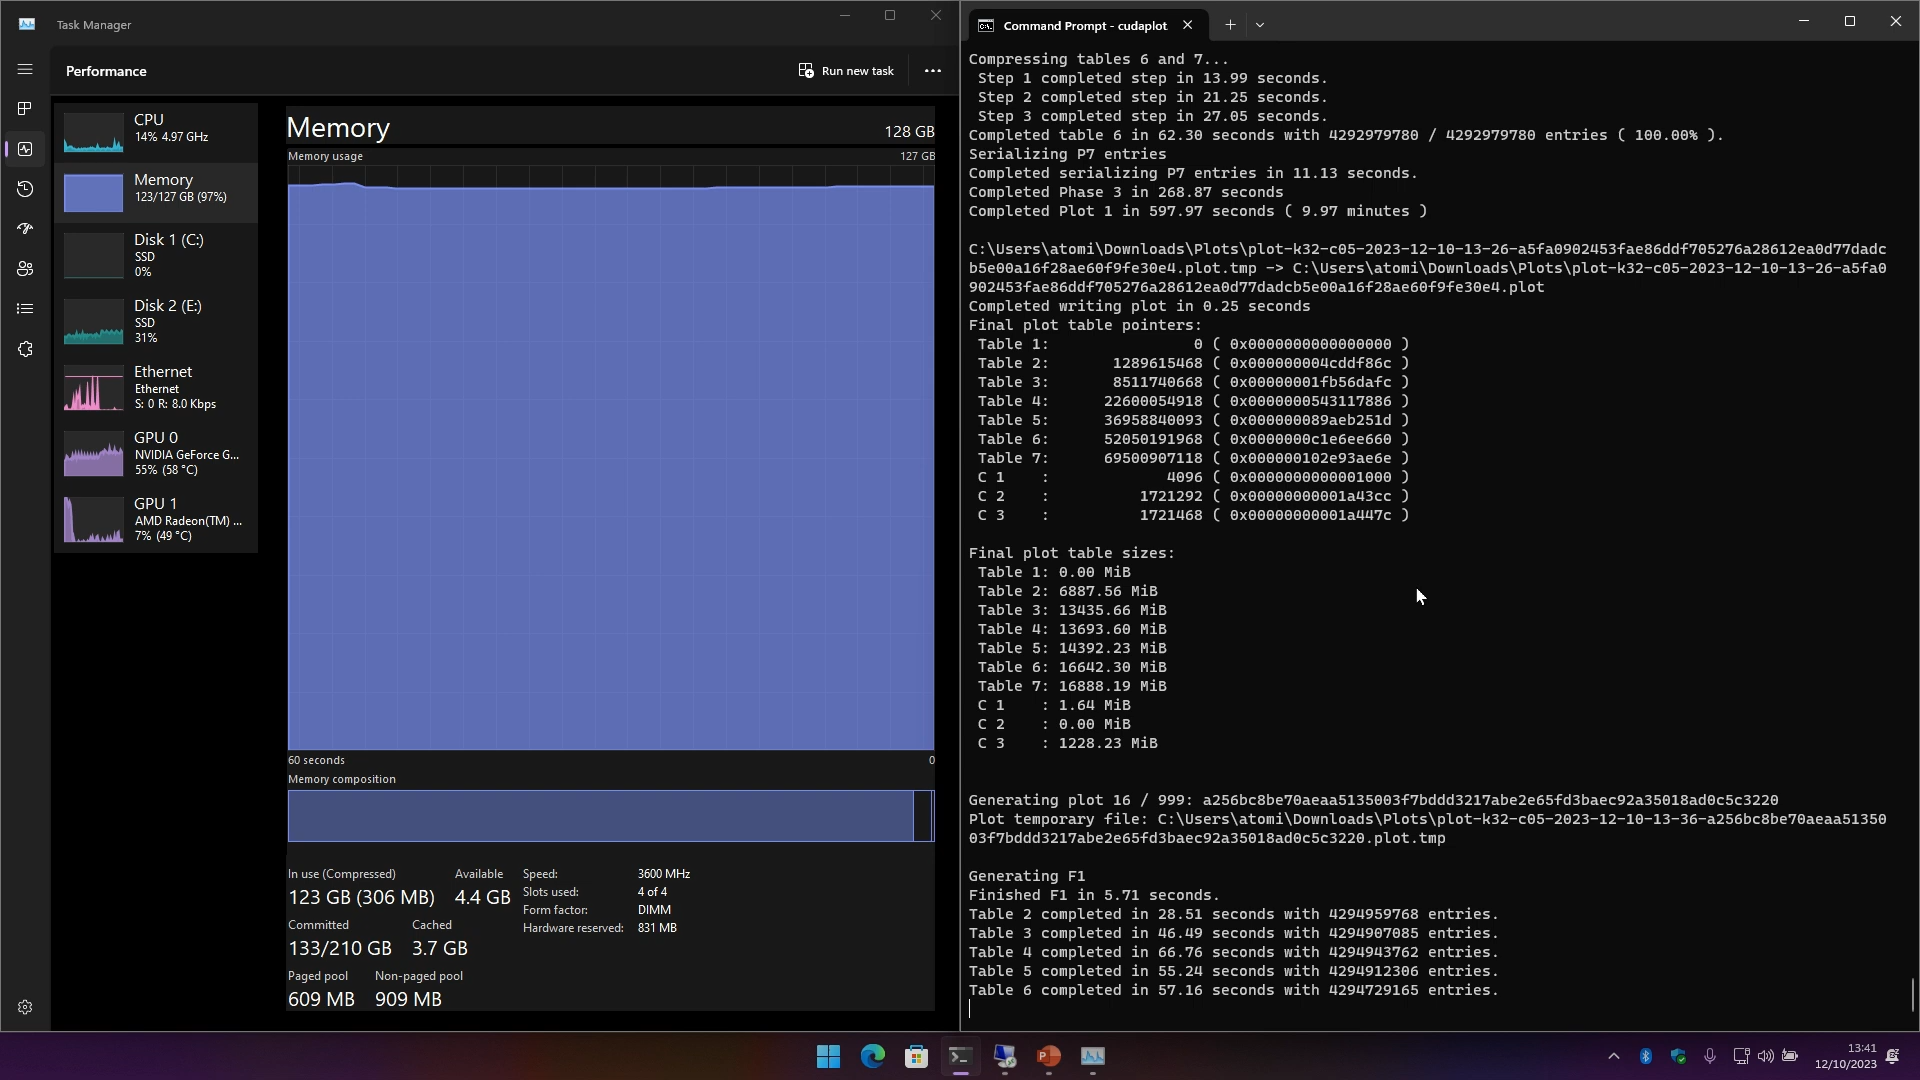 Task Manager
Performance
Run new task
CPU
14% 4.97 GHz
Memory
123/127 GB (97%)
Disk 1 (C:)
SSD
0%
Disk 2 (E:)
SSD
31%
Ethernet
Ethernet
S: 0 R: 8.0 Kbps
GPU 0
NVIDIA GeForce G...
55% (58 °C)
GPU 1
AMD Radeon(TM) ...
7% (49 °C)
Memory
128 GB
Memory usage
127 GB
60 seconds
0
Memory composition
In use (Compressed)
123 GB (306 MB)
Available
4.4 GB
Committed
133/210 GB
Cached
3.7 GB
Paged pool
609 MB
Non-paged pool
909 MB
Speed: 3600 MHz
Slots used: 4 of 4
Form factor: DIMM
Hardware reserved: 831 MB
Command Prompt - cudaplot
Compressing tables 6 and 7...
Step 1 completed step in 13.99 seconds.
Step 2 completed step in 21.25 seconds.
Step 3 completed step in 27.05 seconds.
Completed table 6 in 62.30 seconds with 4292979780 / 4292979780 entries ( 100.00% ).
Serializing P7 entries
Completed serializing P7 entries in 11.13 seconds.
Completed Phase 3 in 268.87 seconds
Completed Plot 1 in 597.97 seconds ( 9.97 minutes )
C:\Users\atomi\Downloads\Plots\plot-k32-c05-2023-12-10-13-26-a5fa0902453fae86ddf705276a28612ea0d77dadc
b5e00a16f28ae60f9fe30e4.plot.tmp -> C:\Users\atomi\Downloads\Plots\plot-k32-c05-2023-12-10-13-26-a5fa0
902453fae86ddf705276a28612ea0d77dadcb5e00a16f28ae60f9fe30e4.plot
Completed writing plot in 0.25 seconds
Final plot table pointers:
Table 1: 0 ( 0x0000000000000000 )
Table 2: 1289615468 ( 0x000000004cddf86c )
Table 3: 8511740668 ( 0x00000001fb56dafc )
Table 4: 22600054918 ( 0x0000000543117886 )
Table 5: 36958840093 ( 0x000000089aeb251d )
Table 6: 52050191968 ( 0x0000000c1e6ee660 )
Table 7: 69500907118 ( 0x000000102e93ae6e )
C 1 : 4096 ( 0x0000000000001000 )
C 2 : 1721292 ( 0x00000000001a43cc )
C 3 : 1721468 ( 0x00000000001a447c )
Final plot table sizes:
Table 1: 0.00 MiB
Table 2: 6887.56 MiB
Table 3: 13435.66 MiB
Table 4: 13693.60 MiB
Table 5: 14392.23 MiB
Table 6: 16642.30 MiB
Table 7: 16888.19 MiB
C 1 : 1.64 MiB
C 2 : 0.00 MiB
C 3 : 1228.23 MiB
Generating plot 16 / 999: a256bc8be70aeaa5135003f7bddd3217abe2e65fd3baec92a35018ad0c5c3220
Plot temporary file: C:\Users\atomi\Downloads\Plots\plot-k32-c05-2023-12-10-13-36-a256bc8be70aeaa51350
03f7bddd3217abe2e65fd3baec92a35018ad0c5c3220.plot.tmp
Generating F1
Finished F1 in 5.71 seconds.
Table 2 completed in 28.51 seconds with 4294959768 entries.
Table 3 completed in 46.49 seconds with 4294907085 entries.
Table 4 completed in 66.76 seconds with 4294943762 entries.
Table 5 completed in 55.24 seconds with 4294912306 entries.
Table 6 completed in 57.16 seconds with 4294729165 entries.
13:41
12/10/2023